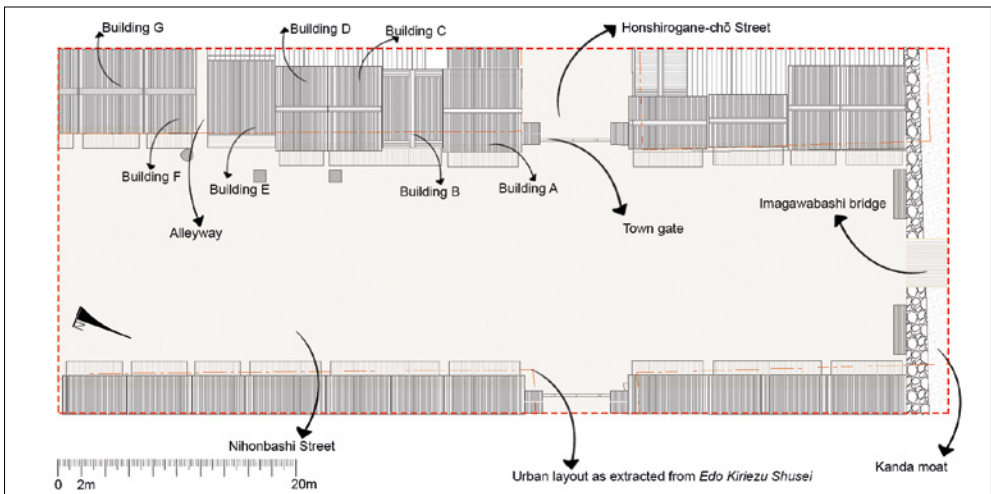 Building G
Building D
Building C
Honshirogane-chō Street
Building F
Building E
Building B
Building A
Alleyway
Town gate
Imagawabashi bridge
N
Nihonbashi Street
Urban layout as extracted from Edo Kiriezu Shusei
Kanda moat
0 2m 20m